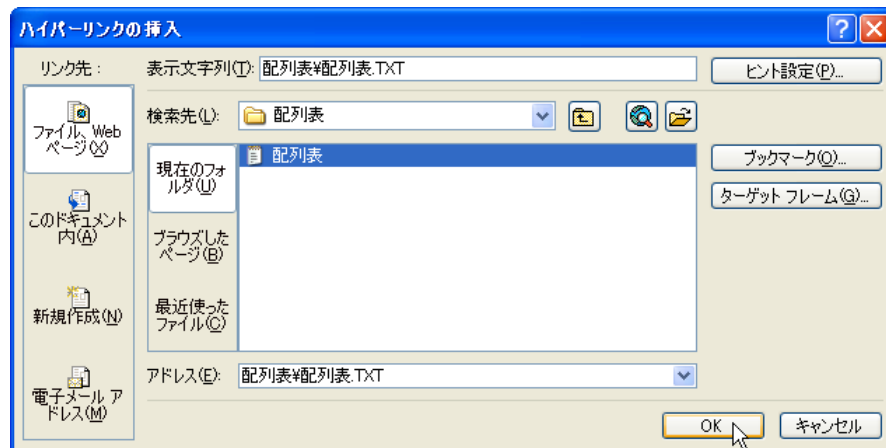 ハイパーリンクの挿入
リンク先：
表示文字列(T): 配列表¥配列表.TXT
ヒント設定(P)...
ファイル、Web
ページ(X)
検索先(L): 配列表
現在のフォ
ルダ(U)
配列表
ブックマーク(O)...
ターゲット フレーム(G)...
このドキュメント
内(A)
ブラウズした
ページ(B)
新規作成(N)
最近使った
ファイル(C)
電子メール ア
ドレス(M)
アドレス(E): 配列表¥配列表.TXT
OK
キャンセル